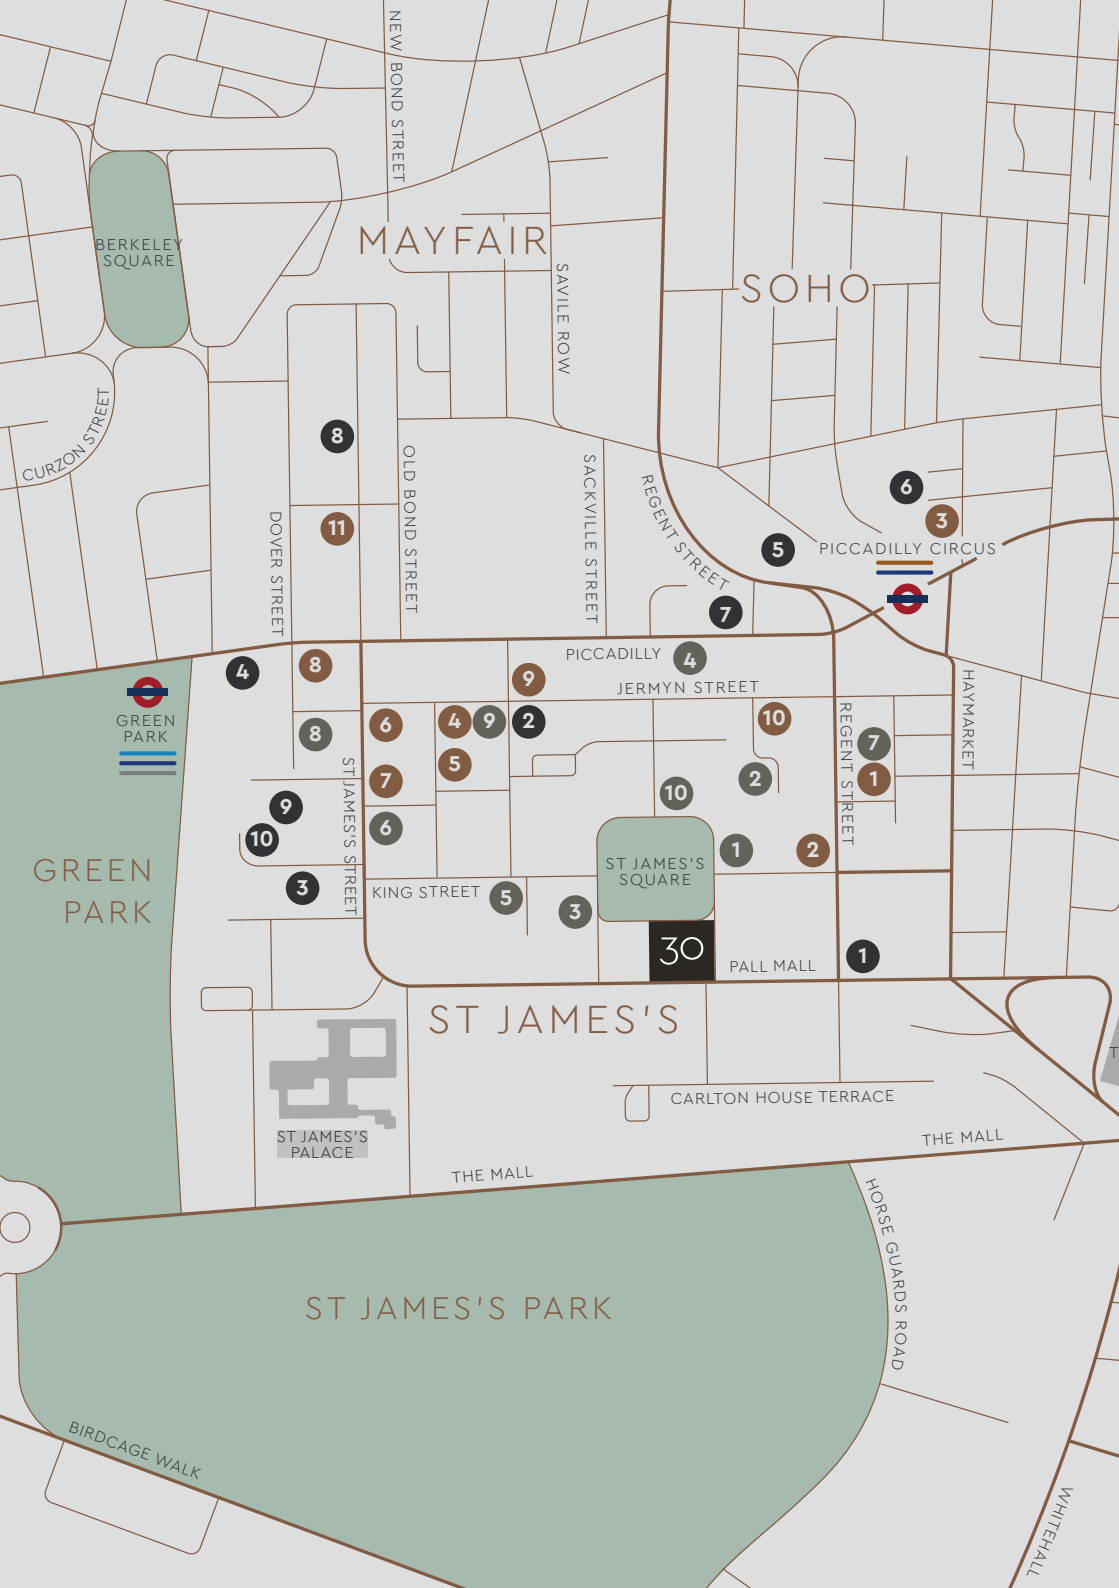 NEW BOND STREET
BERKELEY
SQUARE
MAYFAIR
SOHO
SAVILE ROW
CURZON STREET
8
OLD BOND STREET
SACKVILLE STREET
REGENT STREET
6
3
11
DOVER STREET
5
PICCADILLY CIRCUS
7
PICCADILLY
4
4
8
9
JERMYN STREET
HAYMARKET
GREEN
PARK
8
6
4
9
2
10
REGENT STREET
7
ST JAMES'S STREET
7
5
2
1
9
10
10
6
1
2
GREEN
PARK
ST JAMES'S
SQUARE
3
KING STREET
5
3
30
PALL MALL
1
ST JAMES'S
T
CARLTON HOUSE TERRACE
ST JAMES'S
PALACE
THE MALL
THE MALL
HORSE GUARDS ROAD
ST JAMES'S PARK
BIRDCAGE WALK
WHITEHALL